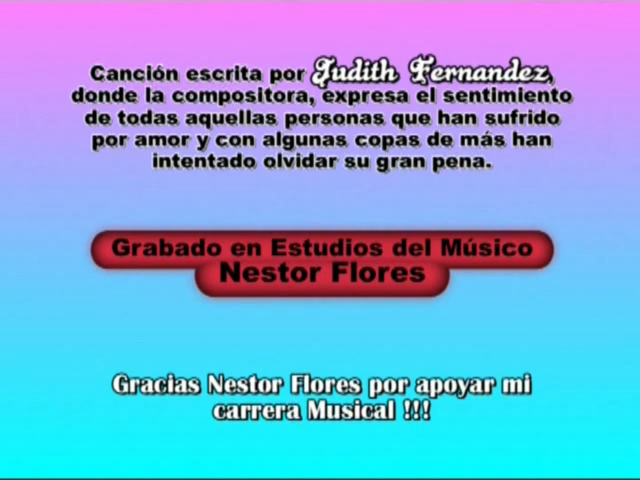 Canción escrita por Judith Fernandez,
donde la compositora, expresa el sentimiento
de todas aquellas personas que han sufrido
por amor y con algunas copas de más han
intentado olvidar su gran pena.
Grabado en Estudios del Músico
Nestor Flores
Gracias Nestor Flores por apoyar mi
carrera Musical !!!